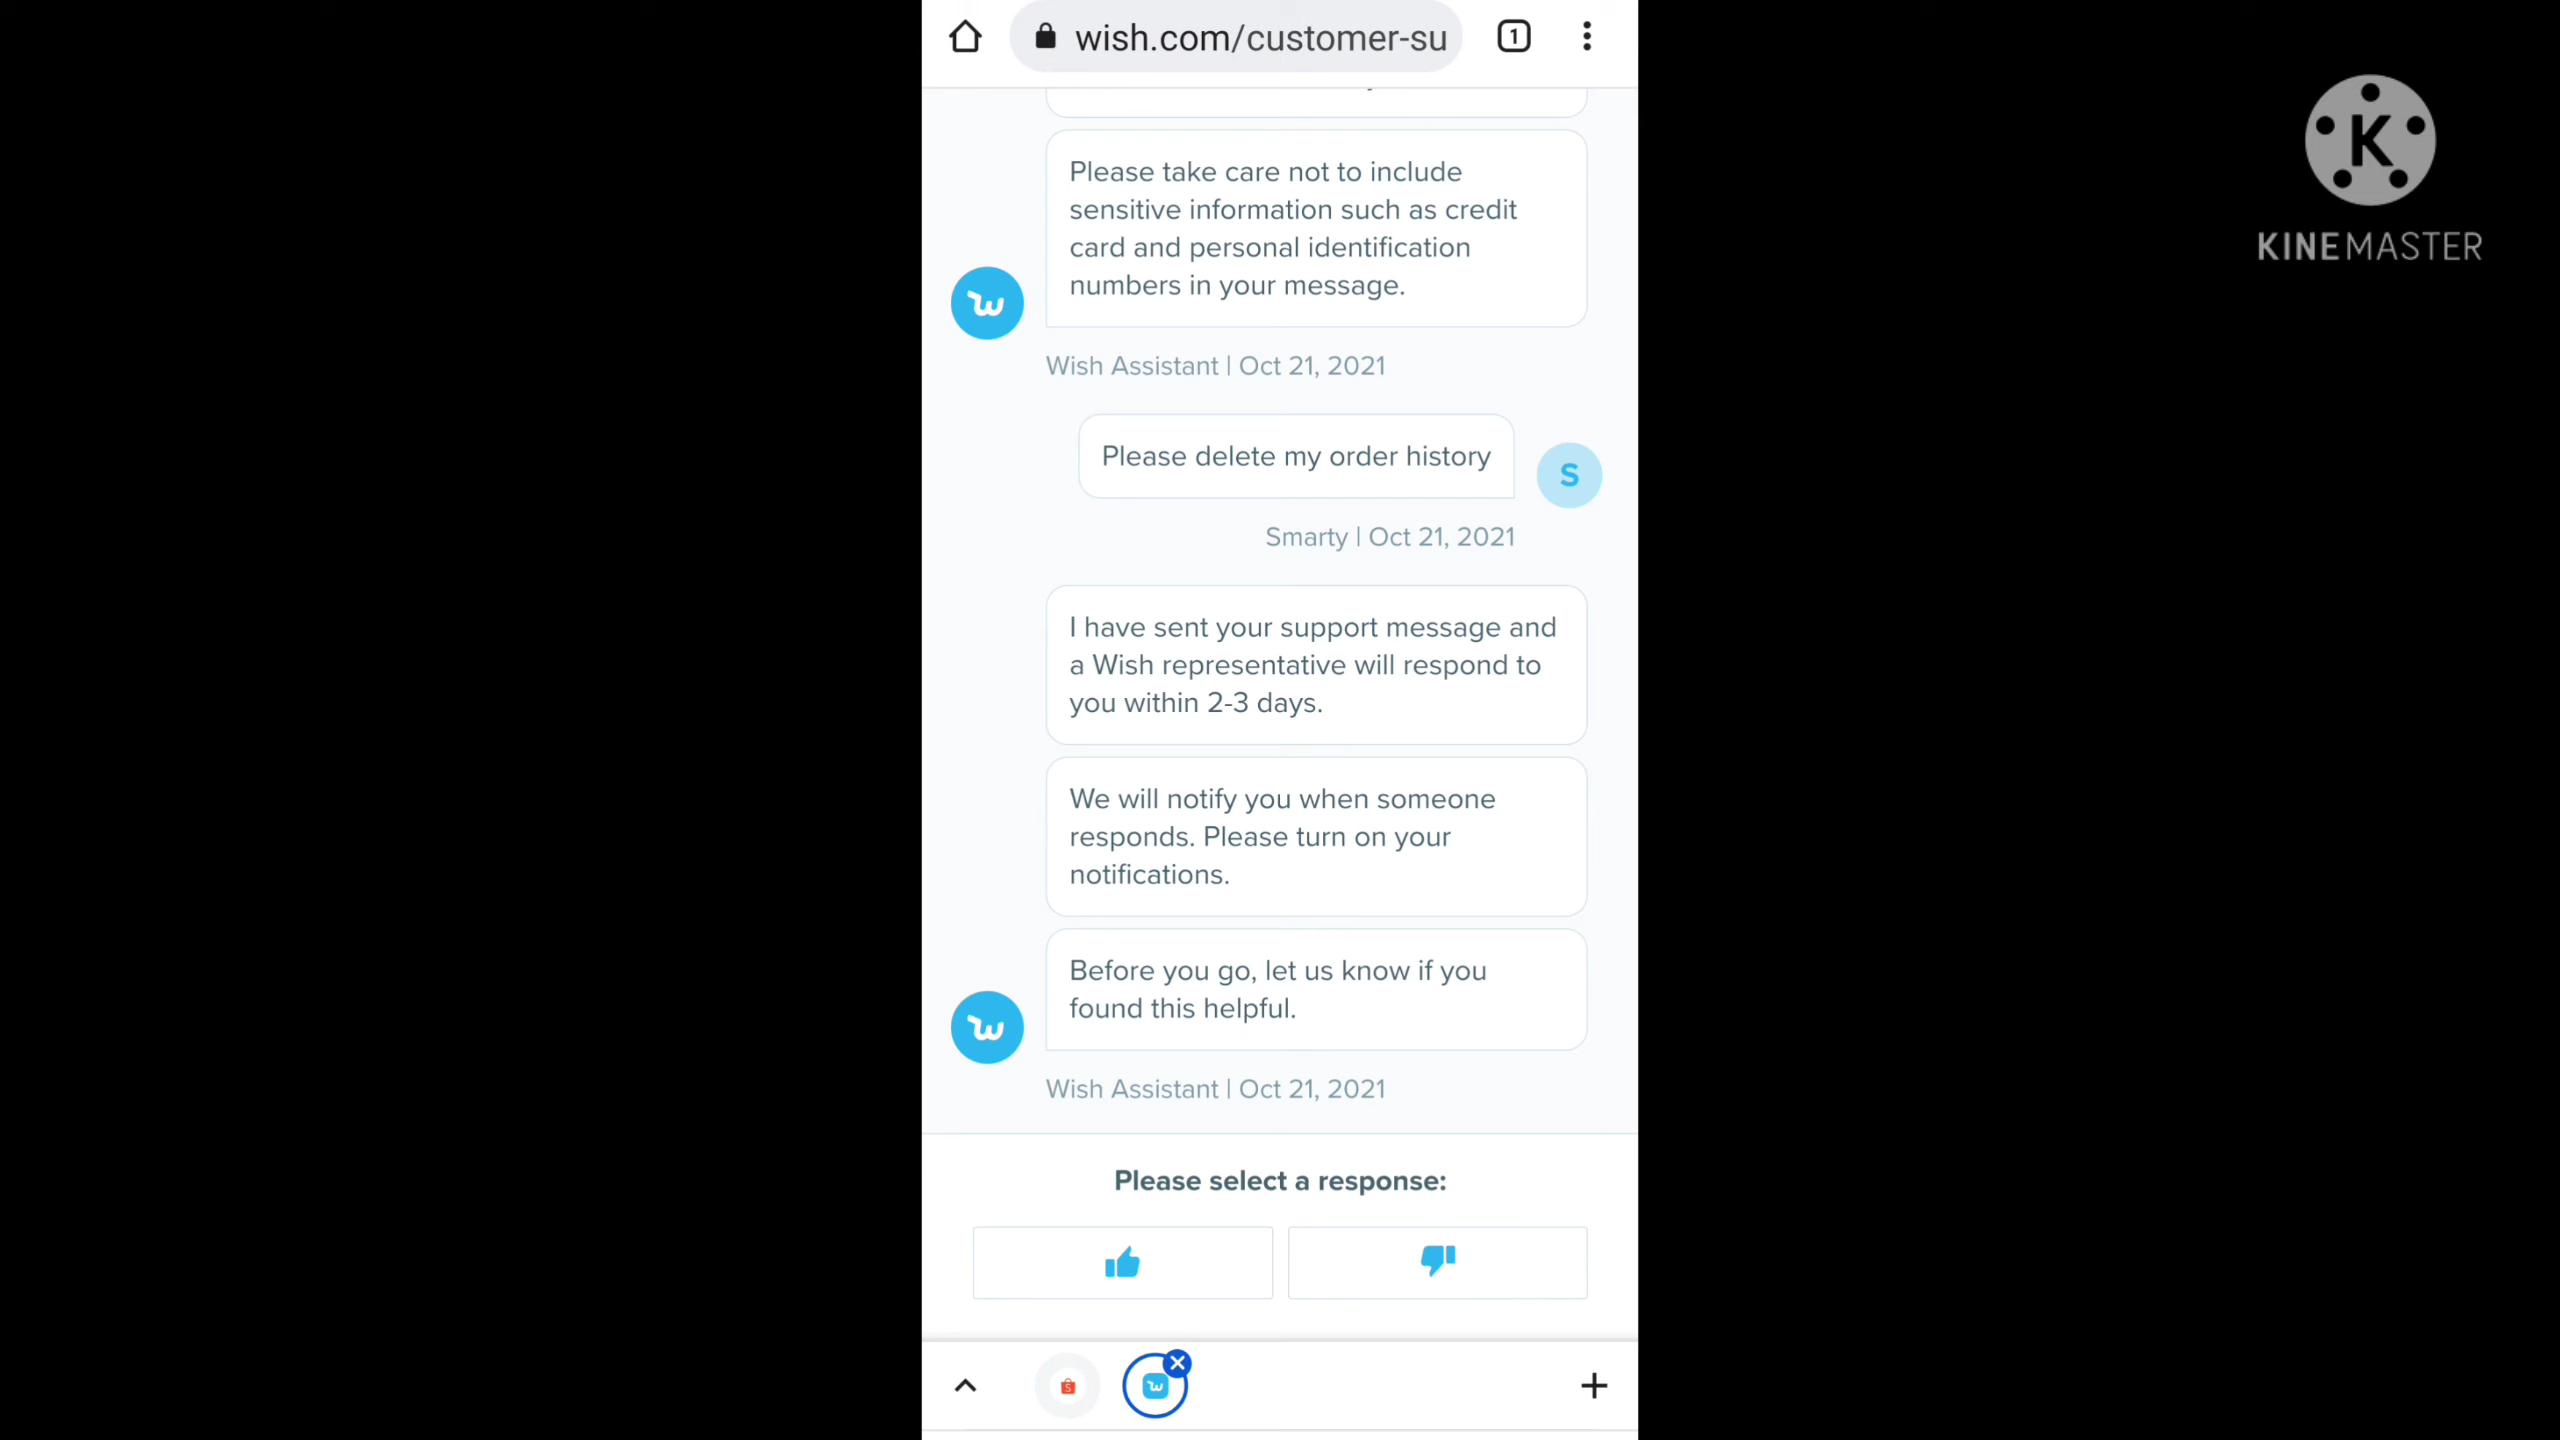 wish.com/customer-su
1
K
KINEMASTER
Please take care not to include
sensitive information such as credit
card and personal identification
numbers in your message.
Wish Assistant | Oct 21, 2021
Please delete my order history
S
Smarty | Oct 21, 2021
I have sent your support message and
a Wish representative will respond to
you within 2-3 days.
We will notify you when someone
responds. Please turn on your
notifications.
Before you go, let us know if you
found this helpful.
Wish Assistant | Oct 21, 2021
Please select a response: